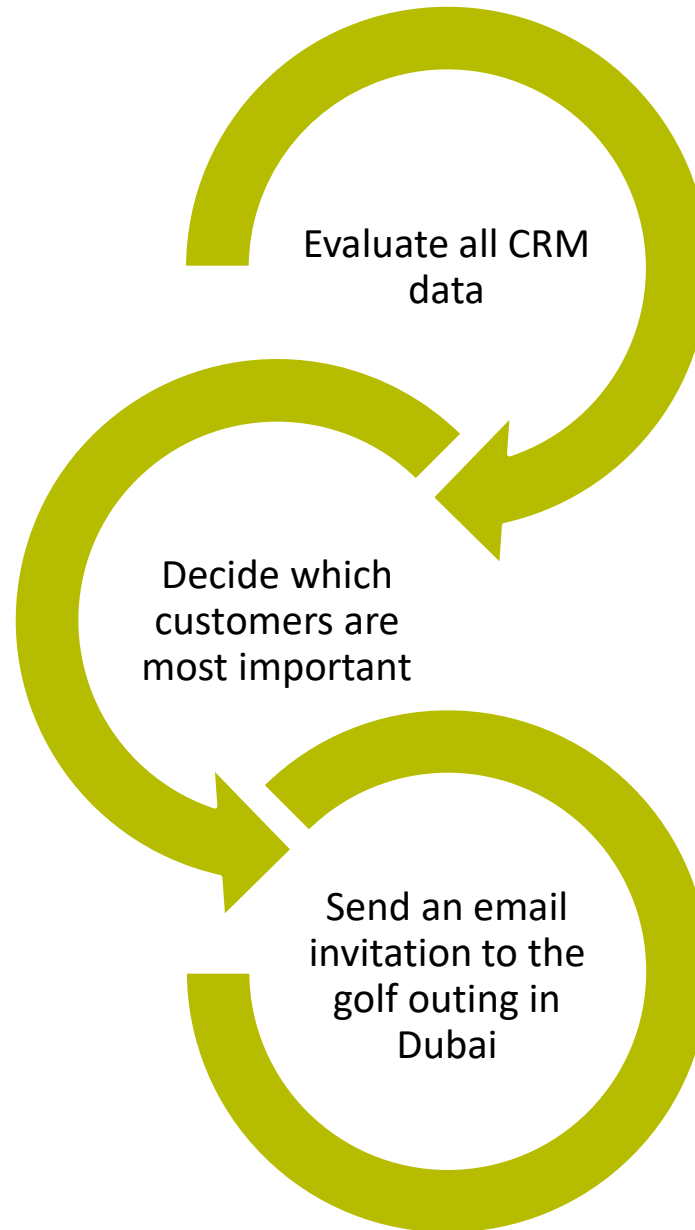 Evaluate all CRM
data
Decide which
customers are
most important
Send an email
invitation to the
golf outing in
Dubai